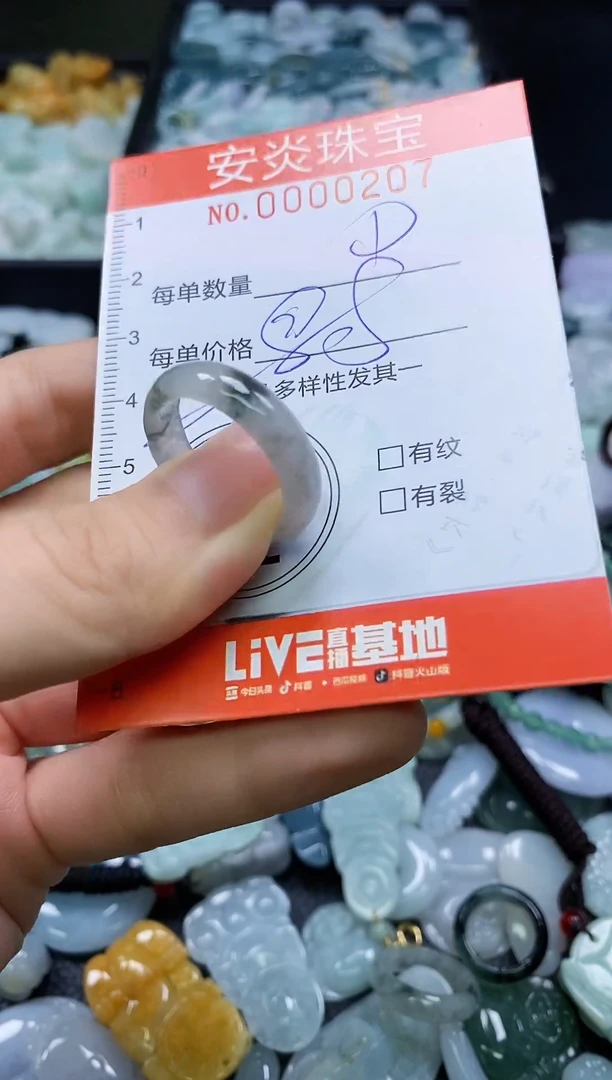 安炎珠宝
NO.0000207
1
2
每单数量
3
每单价格
4
多样性发其一
5
□有纹
□有裂
LiVE直播基地
头条 今日头条 抖音 西瓜视频 抖音火山版